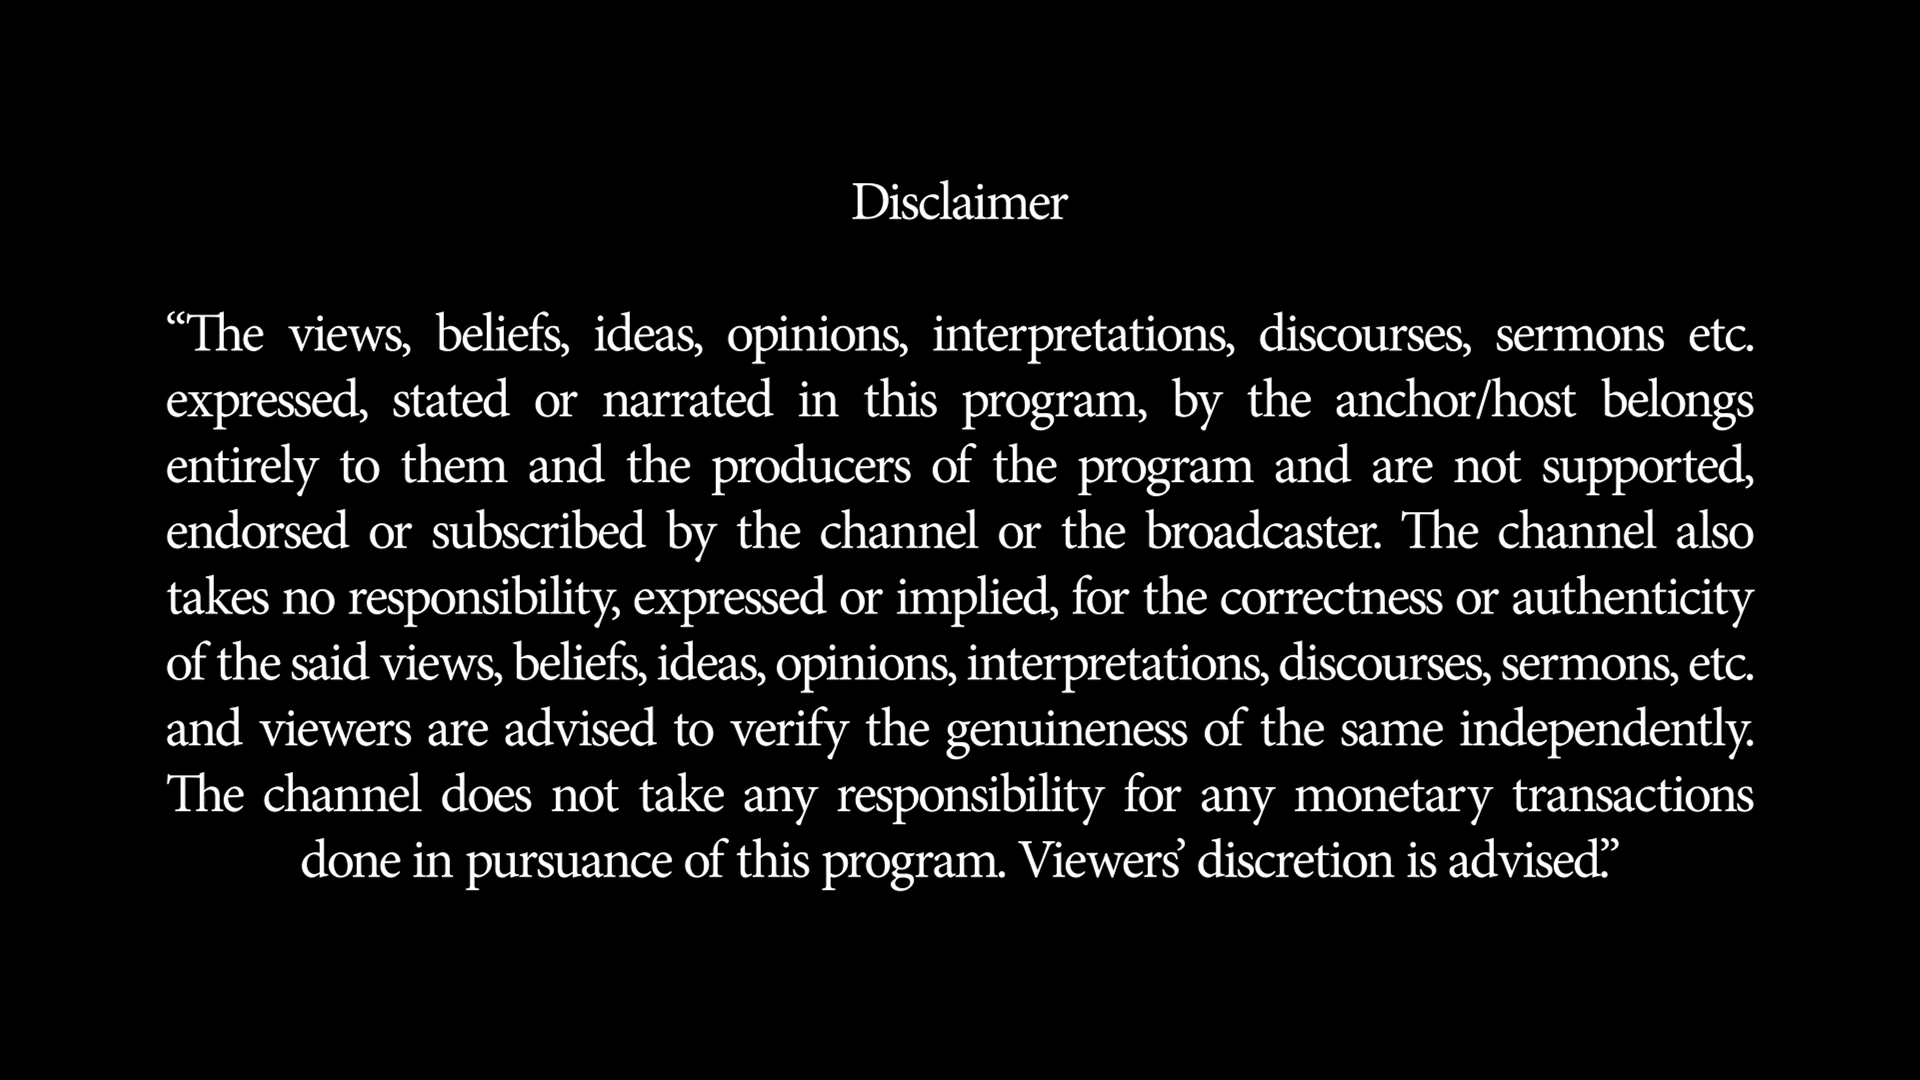 Disclaimer
“The views, beliefs, ideas, opinions, interpretations, discourses, sermons etc.
expressed, stated or narrated in this program, by the anchor/host belongs
entirely to them and the producers of the program and are not supported,
endorsed or subscribed by the channel or the broadcaster. The channel also
takes no responsibility, expressed or implied, for the correctness or authenticity
of the said views, beliefs, ideas, opinions, interpretations, discourses, sermons, etc.
and viewers are advised to verify the genuineness of the same independently.
The channel does not take any responsibility for any monetary transactions
done in pursuance of this program. Viewers’ discretion is advised.”